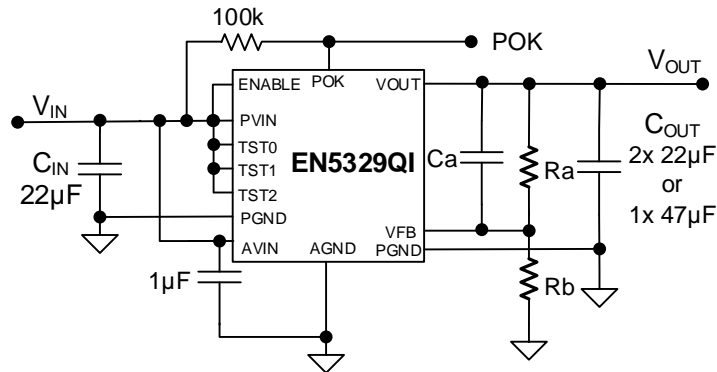 100k
POK
ENABLE
POK
VOUT
VOUT
VIN
PVIN
CIN
22µF
TST0
TST1
TST2
EN5329QI
Ca
Ra
COUT
2x 22µF
or
1x 47µF
PGND
VFB
AVIN
AGND
PGND
1µF
Rb